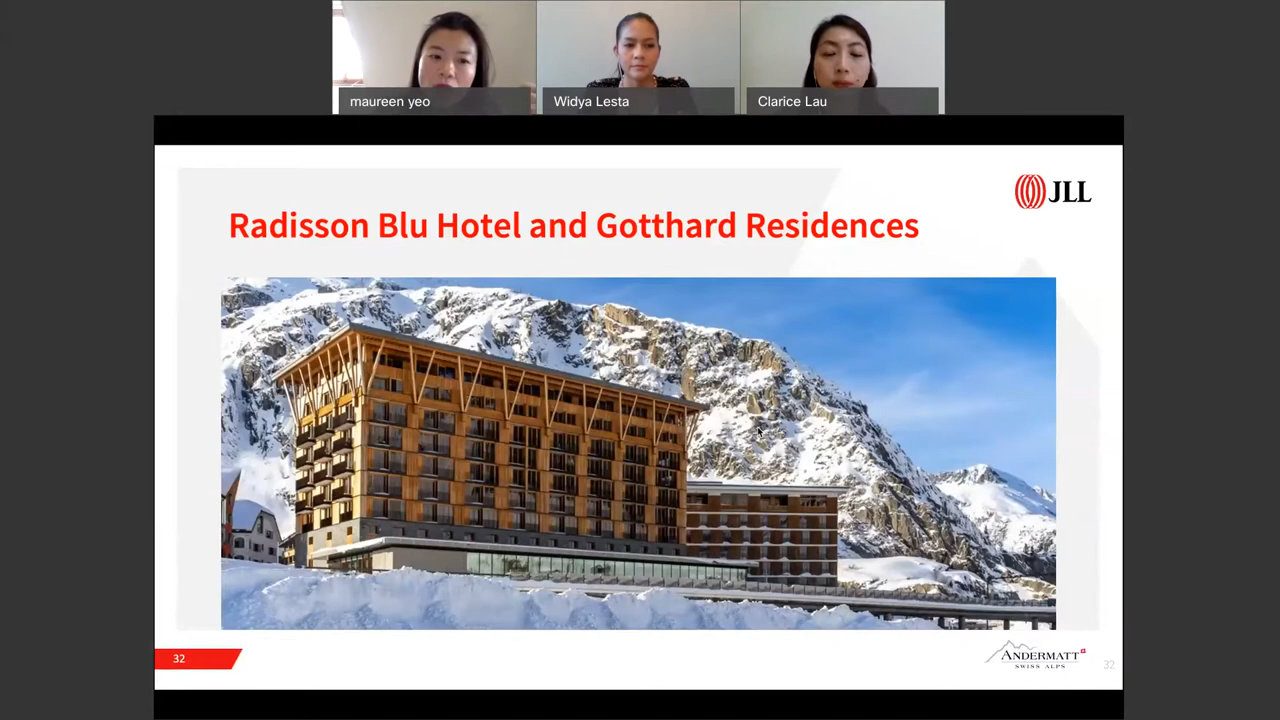 maureen yeo
Widya Lesta
Clarice Lau
JLL
Radisson Blu Hotel and Gotthard Residences
32
ANDERMATT
SWISS ALPS
32